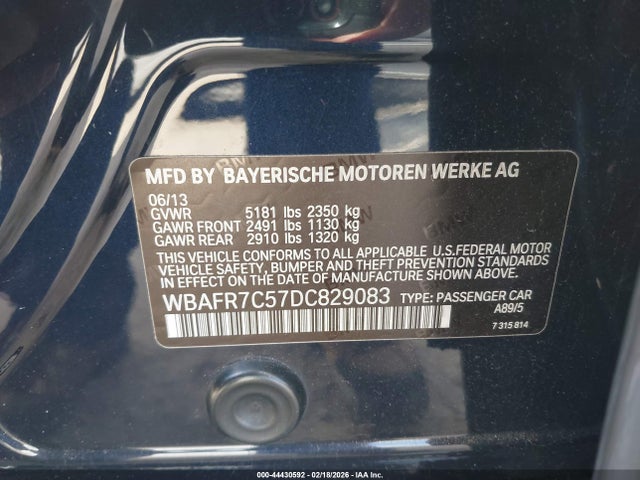 MFD BY BAYERISCHE MOTOREN WERKE AG
06/13
GVWR 5181 lbs 2350 kg
GAWR FRONT 2491 lbs 1130 kg
GAWR REAR 2910 lbs 1320 kg
THIS VEHICLE CONFORMS TO ALL APPLICABLE U.S.FEDERAL MOTOR
VEHICLE SAFETY, BUMPER AND THEFT PREVENTION STANDARDS
IN EFFECT ON THE DATE OF MANUFACTURE SHOWN ABOVE.
WBAFR7C57DC829083 TYPE: PASSENGER CAR
A89/5
7 315 814
000-44430592 - 02/18/2026 - IAAI.com